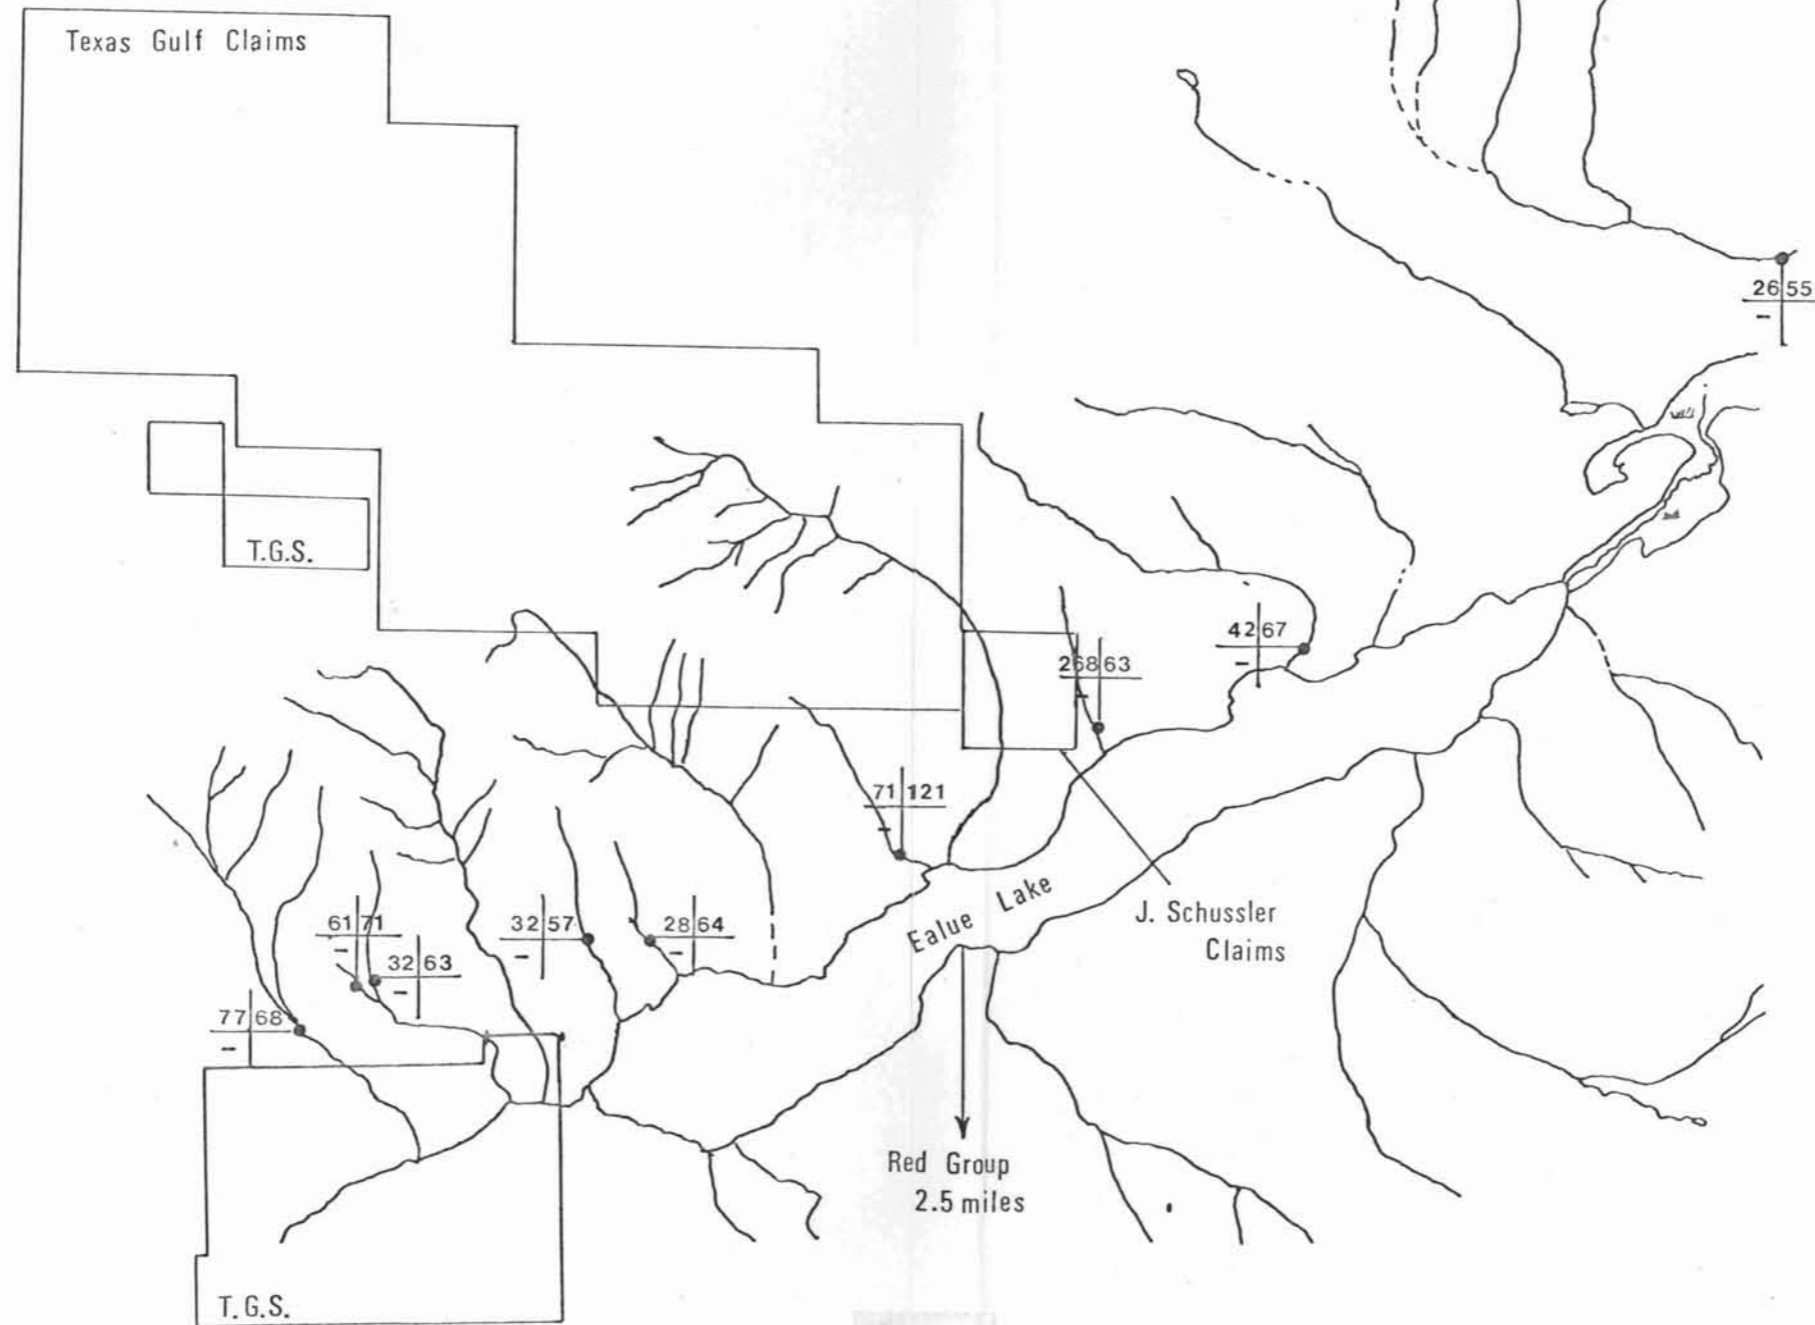 Texas Gulf Claims
26 55
-
T.G.S.
42 67
-
268 63
-
71 121
-
Ealue Lake
J. Schussler
Claims
61 71
-
32 57
-
28 64
-
32 63
-
77 68
-
Red Group
2.5 miles
T.G.S.